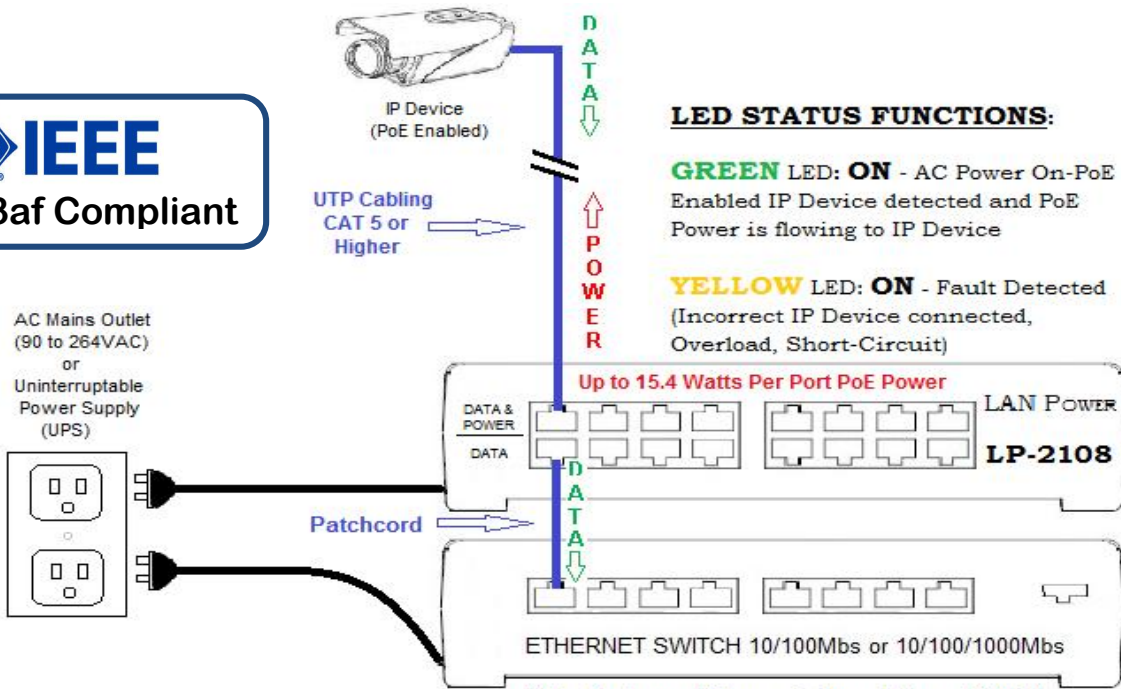 IEEE
3af Compliant
IP Device
(PoE Enabled)
DATA
UTP Cabling
CAT 5 or
Higher
POWER
LED STATUS FUNCTIONS:
GREEN LED: ON - AC Power On-PoE
Enabled IP Device detected and PoE
Power is flowing to IP Device
YELLOW LED: ON - Fault Detected
(Incorrect IP Device connected,
Overload, Short-Circuit)
AC Mains Outlet
(90 to 264VAC)
or
Uninterruptable
Power Supply
(UPS)
Up to 15.4 Watts Per Port PoE Power
DATA &
POWER
DATA
LAN POWER
LP-2108
DATA
Patchcord
ETHERNET SWITCH 10/100Mbs or 10/100/1000Mbs